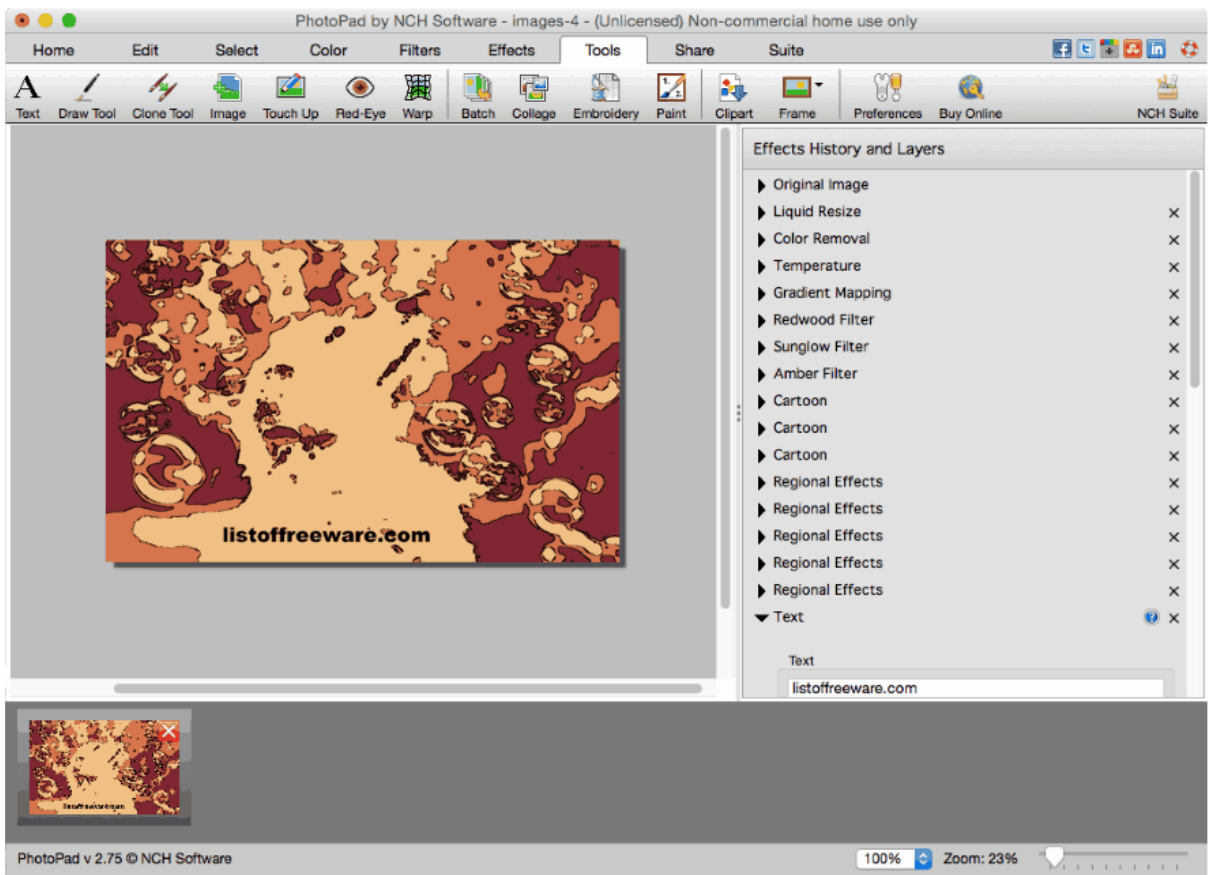 PhotoPad by NCH Software - images-4 - (Unlicensed) Non-commercial home use only
Home Edit Select Color Filters Effects Tools Share Suite
Text Draw Tool Clone Tool Image Touch Up Red-Eye Warp Batch Collage Embroidery Paint Clipart Frame Preferences Buy Online NCH Suite
Effects History and Layers
Original Image
Liquid Resize
Color Removal
Temperature
Gradient Mapping
Redwood Filter
Sunglow Filter
Amber Filter
Cartoon
Cartoon
Cartoon
Regional Effects
Regional Effects
Regional Effects
Regional Effects
Regional Effects
Text
Text
listoffreeware.com
listoffreeware.com
PhotoPad v 2.75 © NCH Software
100% Zoom: 23%